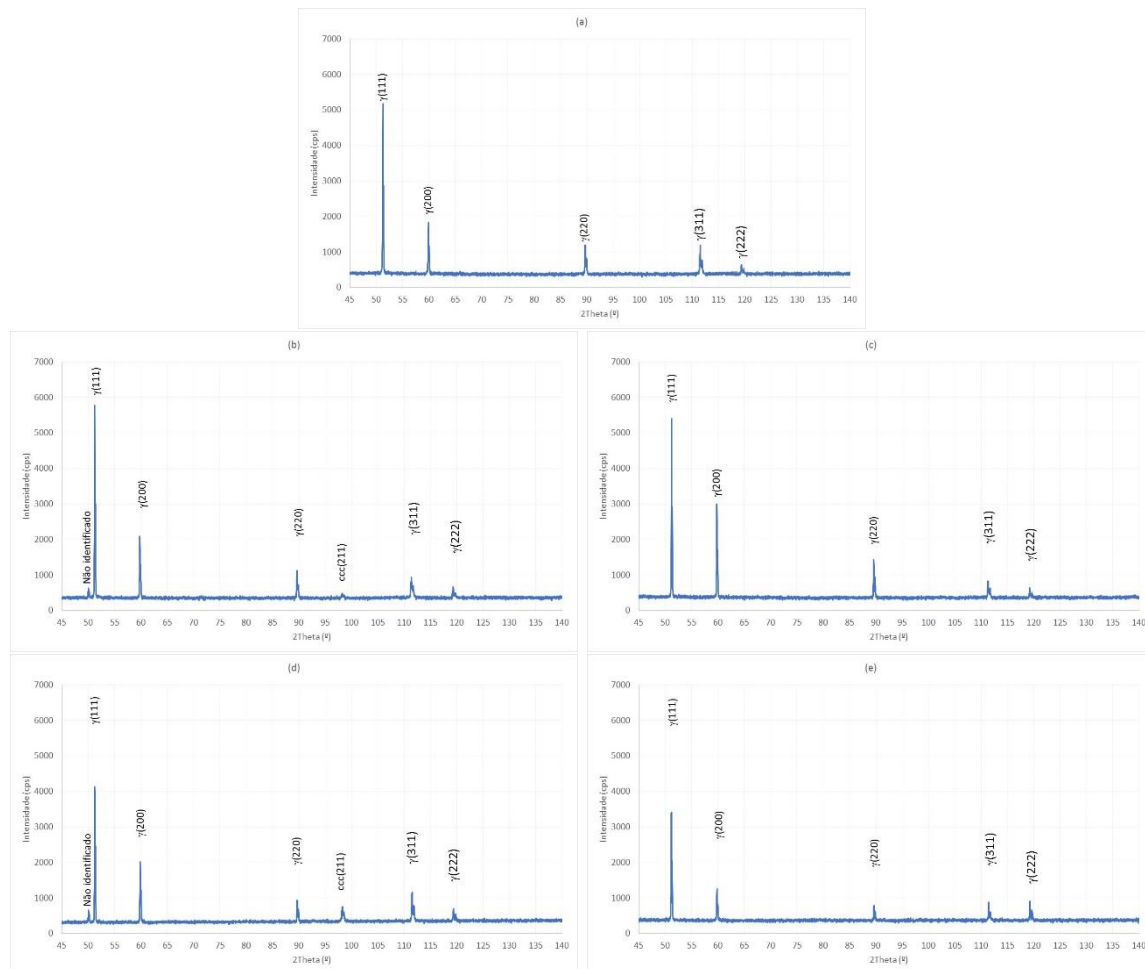 (a)
7000
6000
5000
4000
3000
2000
1000
0
Intensidade (cps)
γ(111)
γ(200)
γ(220)
γ(311)
γ(222)
45 50 55 60 65 70 75 80 85 90 95 100 105 110 115 120 125 130 135 140
2Theta (º)
(b)
7000
6000
5000
4000
3000
2000
1000
0
Intensidade (cps)
Não identificado
γ(111)
γ(200)
γ(220)
ccc(211)
γ(311)
γ(222)
45 50 55 60 65 70 75 80 85 90 95 100 105 110 115 120 125 130 135 140
2Theta (º)
(c)
7000
6000
5000
4000
3000
2000
1000
0
Intensidade (cps)
γ(111)
γ(200)
γ(220)
γ(311)
γ(222)
45 50 55 60 65 70 75 80 85 90 95 100 105 110 115 120 125 130 135 140
2Theta (º)
(d)
7000
6000
5000
4000
3000
2000
1000
0
Intensidade (cps)
Não identificado
γ(111)
γ(200)
γ(220)
ccc(211)
γ(311)
γ(222)
45 50 55 60 65 70 75 80 85 90 95 100 105 110 115 120 125 130 135 140
2Theta (º)
(e)
7000
6000
5000
4000
3000
2000
1000
0
Intensidade (cps)
γ(111)
γ(200)
γ(220)
γ(311)
γ(222)
45 50 55 60 65 70 75 80 85 90 95 100 105 110 115 120 125 130 135 140
2Theta (º)